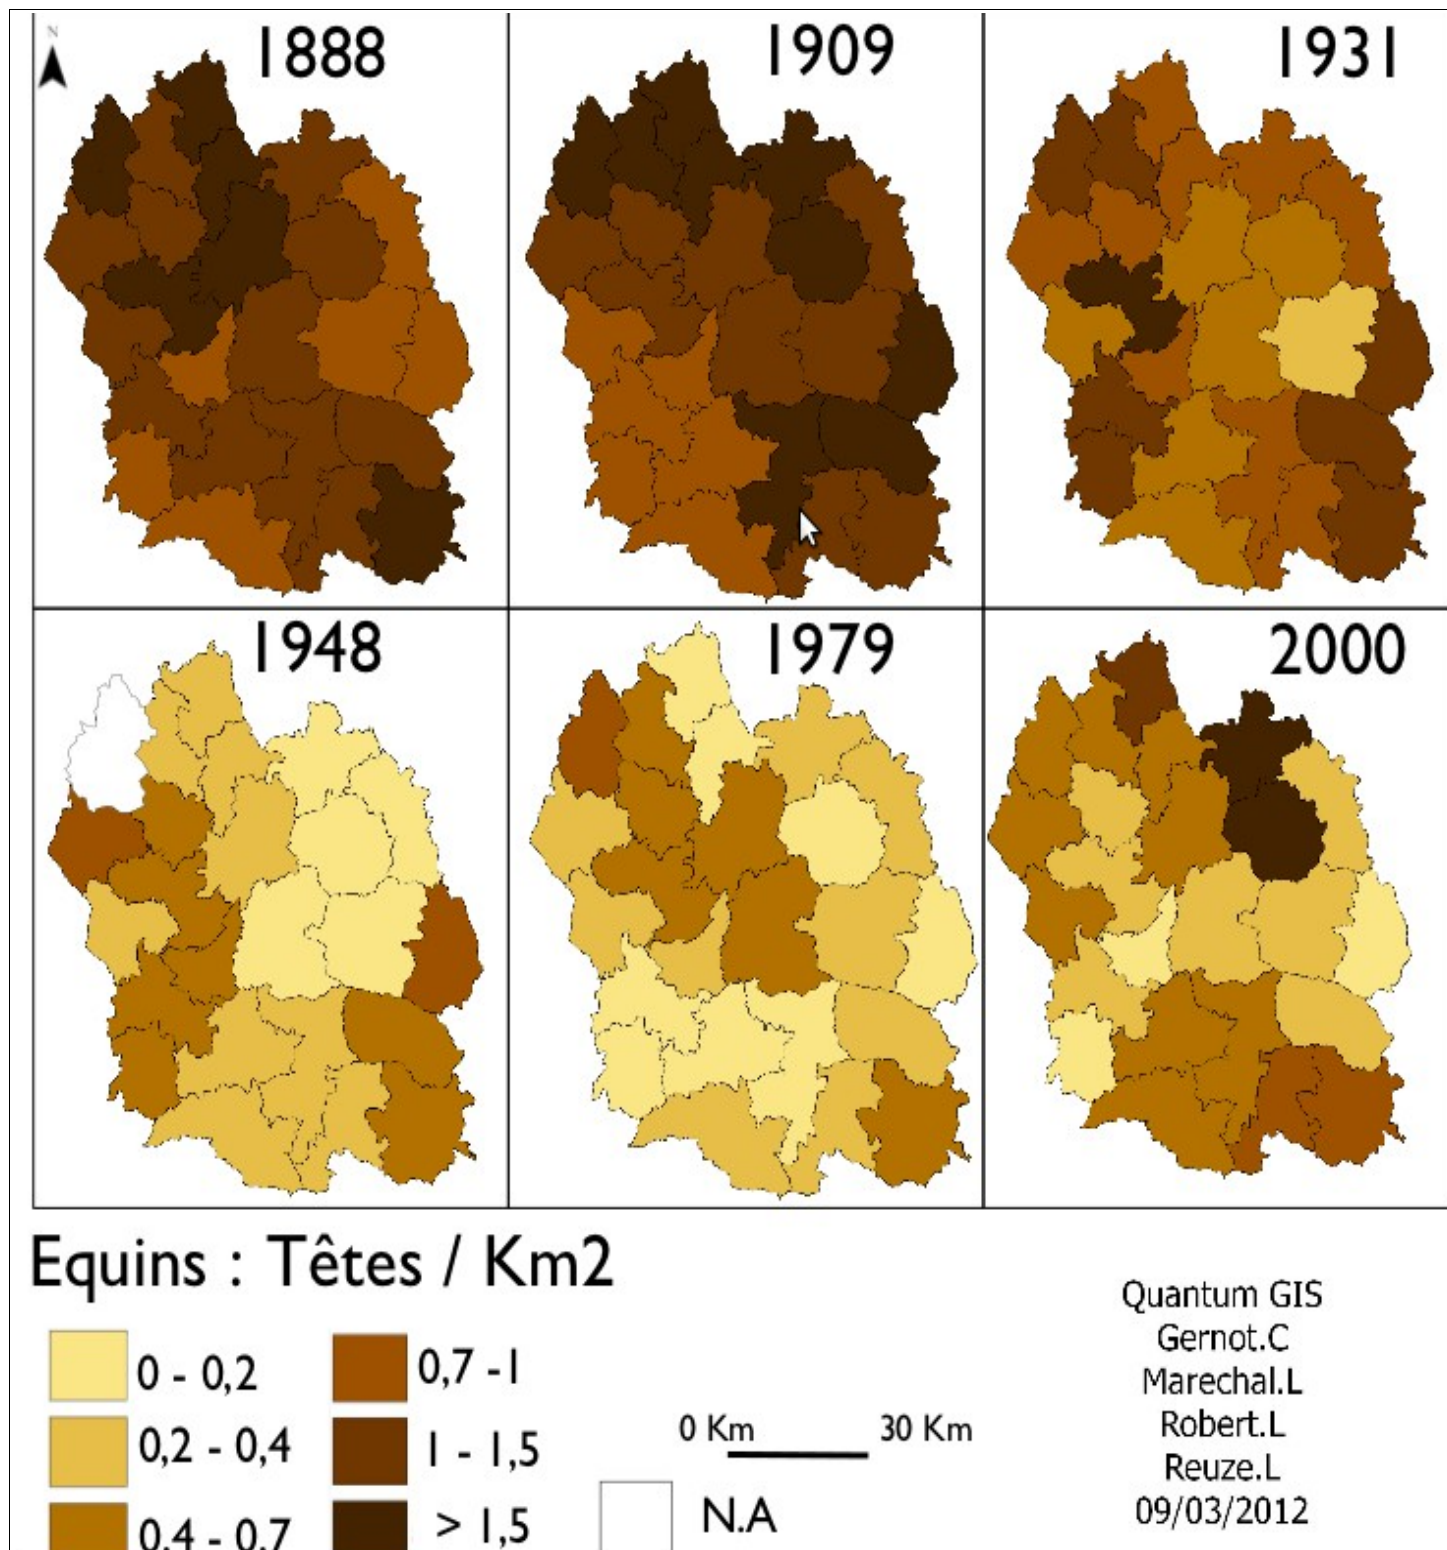 N
1888
1909
1931
1948
1979
2000
Equins : Têtes / Km2
0 - 0,2
0,2 - 0,4
0,4 - 0,7
0,7 -1
1 - 1,5
> 1,5
0 Km 30 Km
N.A
Quantum GIS
Gernot.C
Marechal.L
Robert.L
Reuze.L
09/03/2012